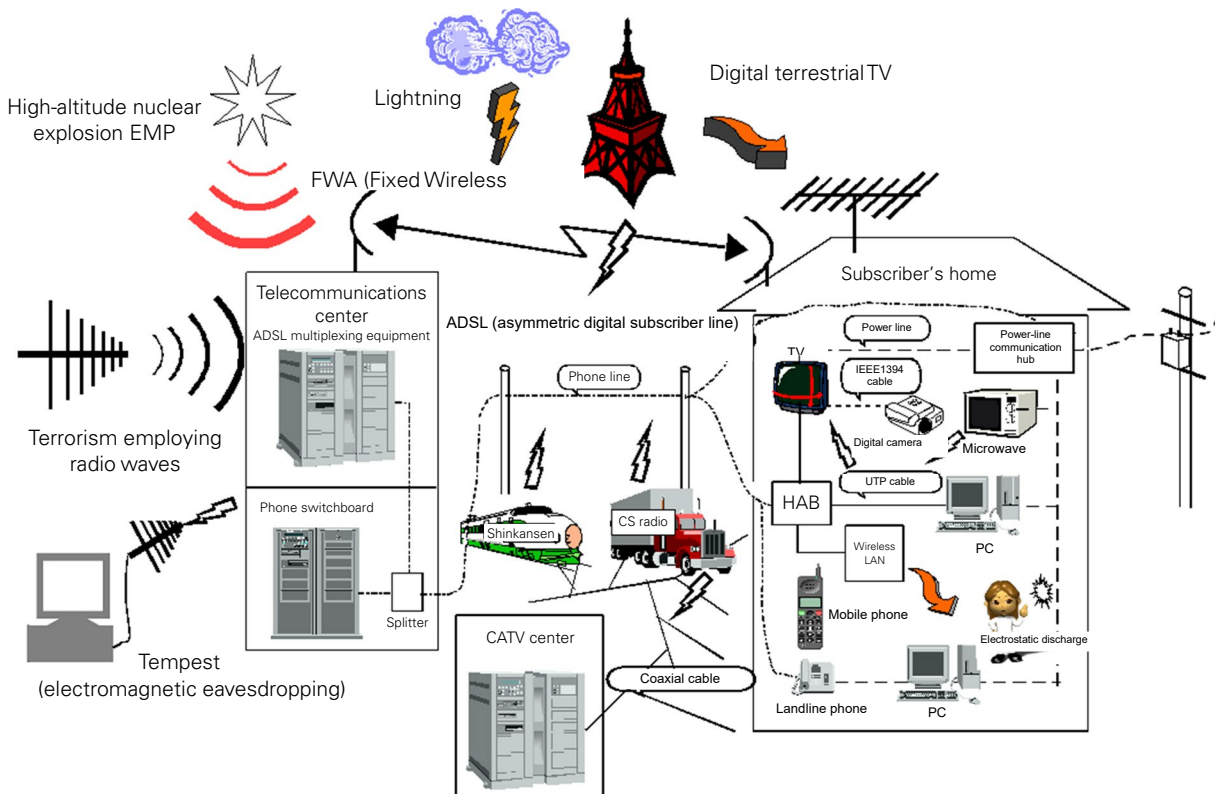 Lightning
Digital terrestrial TV
High-altitude nuclear
explosion EMP
FWA (Fixed Wireless
Subscriber's home
Telecommunications
center
ADSL multiplexing equipment
ADSL (asymmetric digital subscriber line)
Power line
Power-line
communication
hub
TV
IEEE1394
cable
Phone line
Terrorism employing
radio waves
Digital camera
Microwave
UTP cable
HAB
Phone switchboard
Shinkansen
CS radio
PC
Wireless
LAN
Splitter
Mobile phone
Electrostatic discharge
CATV center
Tempest
(electromagnetic eavesdropping)
Coaxial cable
Landline phone
PC